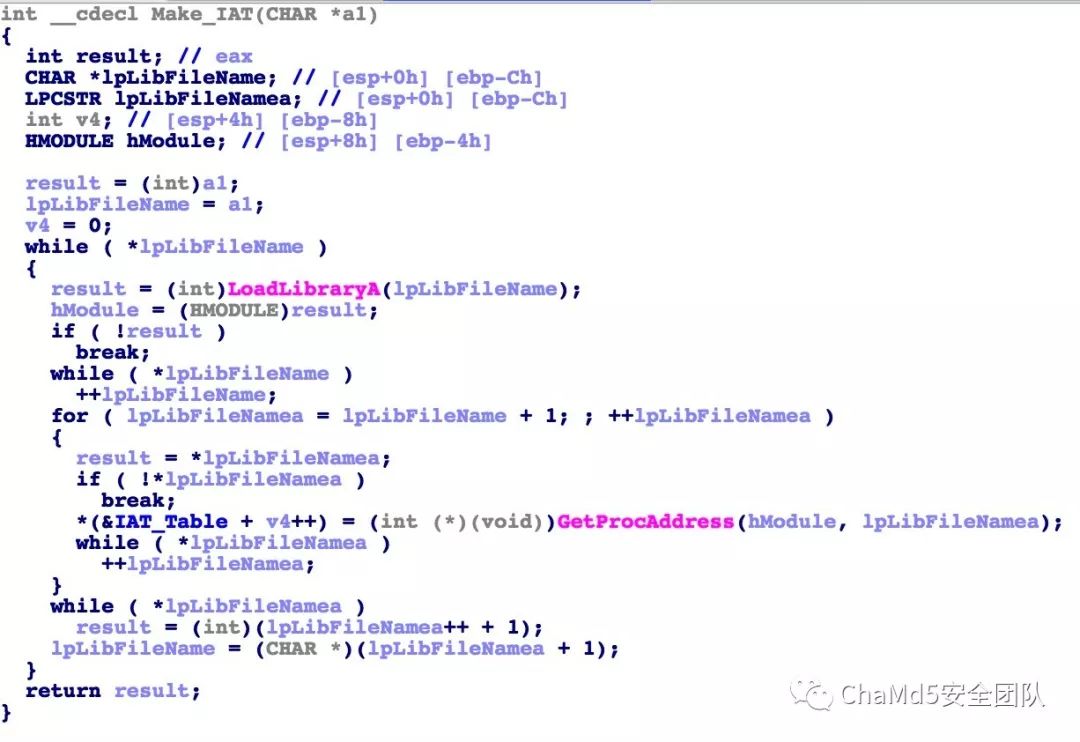 int __cdecl Make_IAT(CHAR *a1)
{
int result; // eax
CHAR *lpLibFileName; // [esp+0h] [ebp-Ch]
LPCSTR lpLibFileNamea; // [esp+0h] [ebp-Ch]
int v4; // [esp+4h] [ebp-8h]
HMODULE hModule; // [esp+8h] [ebp-4h]
result = (int)a1;
lpLibFileName = a1;
v4 = 0;
while ( *lpLibFileName )
{
result = (int)LoadLibraryA(lpLibFileName);
hModule = (HMODULE)result;
if ( !result )
break;
while ( *lpLibFileName )
++lpLibFileName;
for ( lpLibFileNamea = lpLibFileName + 1; ; ++lpLibFileNamea )
{
result = *lpLibFileNamea;
if ( !*lpLibFileNamea )
break;
*(&IAT_Table + v4++) = (int (*)(void))GetProcAddress(hModule, lpLibFileNamea);
while ( *lpLibFileNamea )
++lpLibFileNamea;
}
while ( *lpLibFileNamea )
result = (int)(lpLibFileNamea++ + 1);
lpLibFileName = (CHAR *)(lpLibFileNamea + 1);
}
return result;
}
ChaMd5安全团队